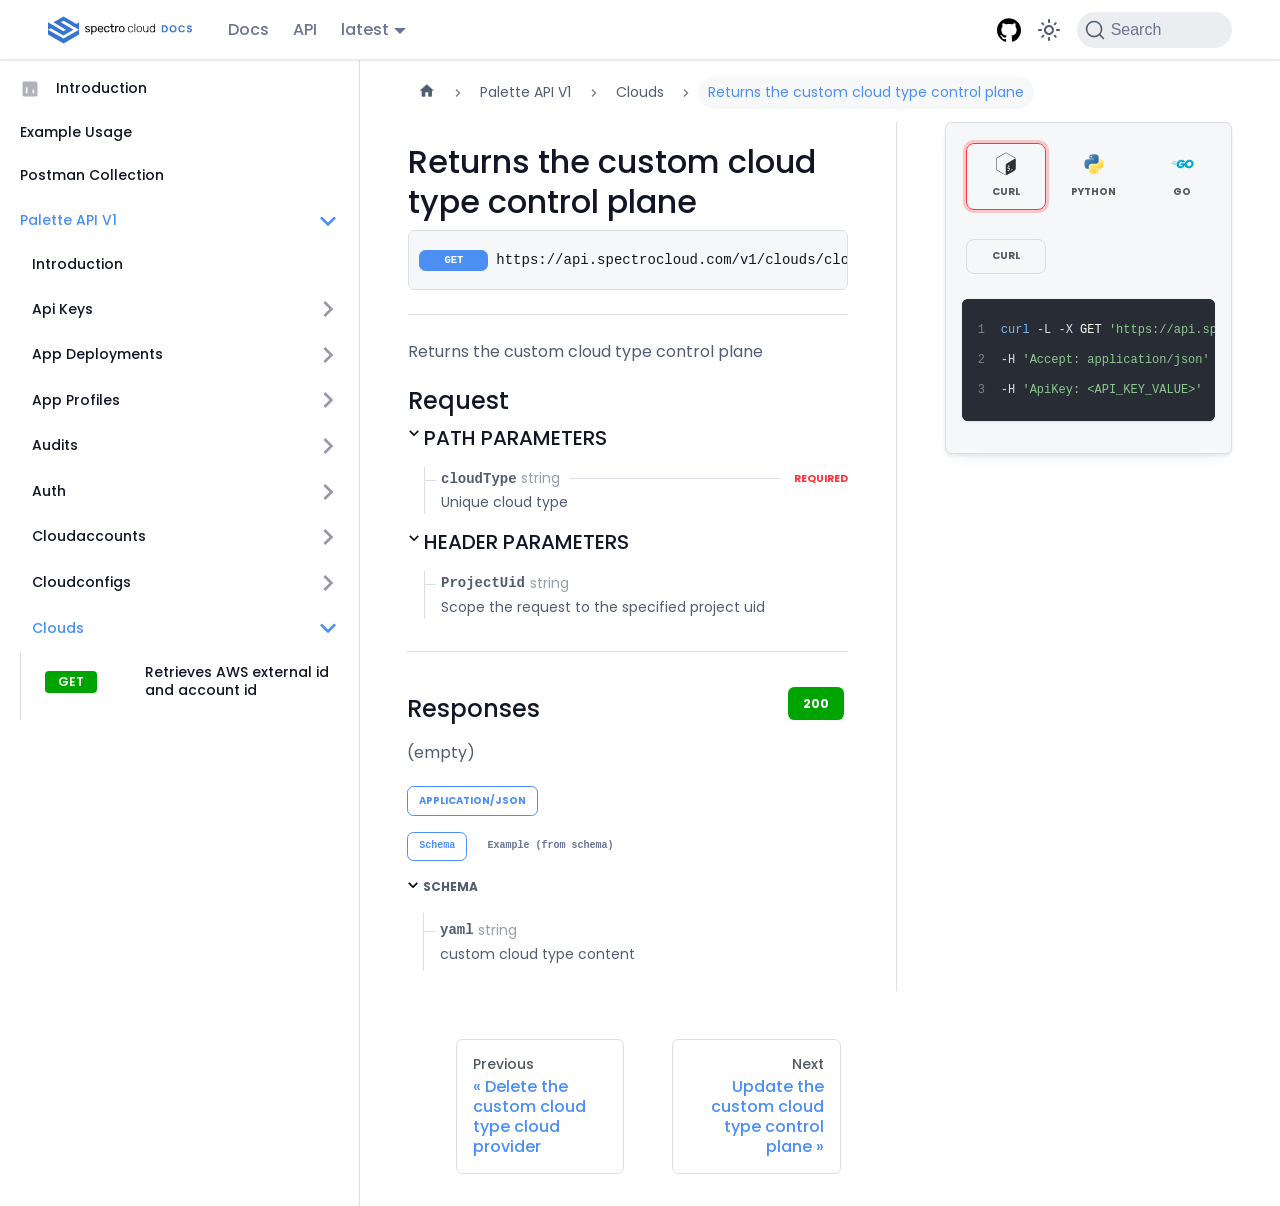 spectro cloud DOCS
Docs
API
latest
Search
Introduction
Example Usage
Postman Collection
Palette API V1
Introduction
Api Keys
App Deployments
App Profiles
Audits
Auth
Cloudaccounts
Cloudconfigs
Clouds
GET
Retrieves AWS external id
and account id
Palette API V1
Clouds
Returns the custom cloud type control plane
Returns the custom cloud
type control plane
GET
https://api.spectrocloud.com/v1/clouds/clo
Returns the custom cloud type control plane
Request
PATH PARAMETERS
cloudType string
REQUIRED
Unique cloud type
HEADER PARAMETERS
ProjectUid string
Scope the request to the specified project uid
Responses
200
(empty)
APPLICATION/JSON
Schema
Example (from schema)
SCHEMA
yaml string
custom cloud type content
Previous
« Delete the
custom cloud
type cloud
provider
Next
Update the
custom cloud
type control
plane »
CURL
PYTHON
GO
CURL
1 curl -L -X GET 'https://api.sp
2 -H 'Accept: application/json'
3 -H 'ApiKey: <API_KEY_VALUE>'